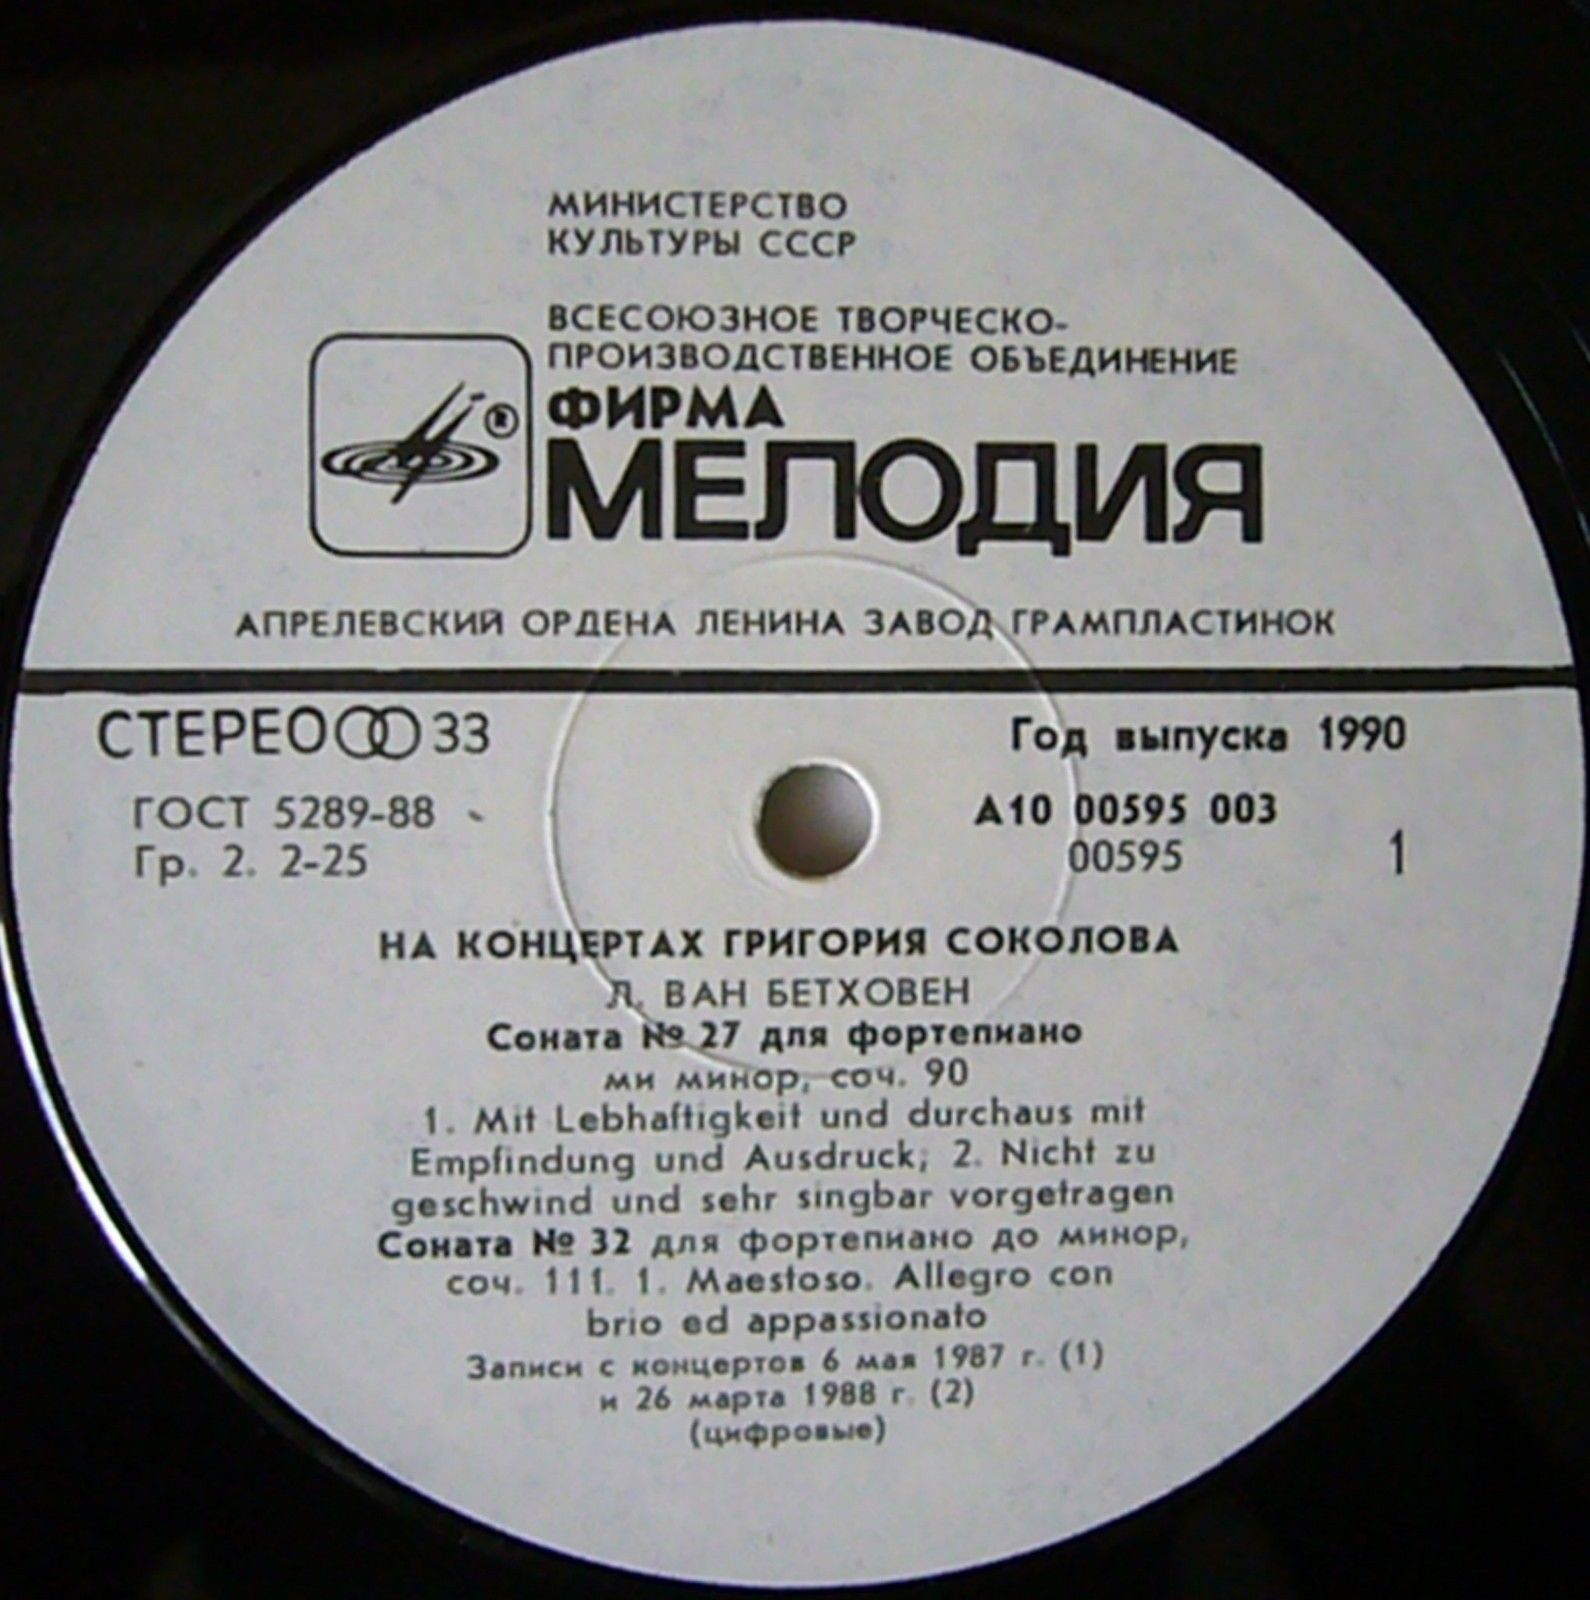 МИНИСТЕРСТВО
КУЛЬТУРЫ СССР
ВСЕСОЮЗНОЕ ТВОРЧЕСКО-
ПРОИЗВОДСТВЕННОЕ ОБЪЕДИНЕНИЕ
®
ФИРМА
МЕЛОДИЯ
АПРЕЛЕВСКИЙ ОРДЕНА ЛЕНИНА ЗАВОД ГРАМПЛАСТИНОК
СТЕРЕО 33
Год выпуска 1990
ГОСТ 5289-88
А10 00595 003
Гр. 2. 2-25
00595
1
НА КОНЦЕРТАХ ГРИГОРИЯ СОКОЛОВА
Л. ВАН БЕТХОВЕН
Соната № 27 для фортепиано
ми минор, соч. 90
1. Mit Lebhaftigkeit und durchaus mit
Empfindung und Ausdruck; 2. Nicht zu
geschwind und sehr singbar vorgetragen
Соната № 32 для фортепиано до минор,
соч. 111. 1. Maestoso. Allegro con
brio ed appassionato
Записи с концертов 6 мая 1987 г. (1)
и 26 марта 1988 г. (2)
(цифровые)